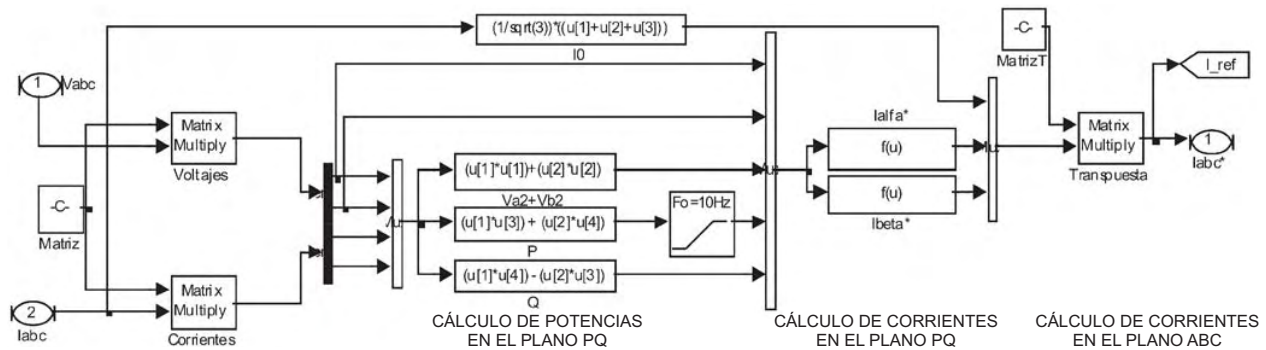 (1/sqrt(3))*((u[1]+u[2]+u[3]))
I0
-C-
MatrizT
I_ref
1
Vabc
Matrix
Multiply
Voltajes
Ialfa*
f(u)
f(u)
Ibeta*
Matrix
Multiply
Transpuesta
1
Iabc*
-C-
Matriz
(u[1]*u[1])+(u[2]*u[2])
Va2+Vb2
(u[1]*u[3]) + (u[2]*u[4])
P
Fo=10Hz
(u[1]*u[4]) - (u[2]*u[3])
Q
2
Iabc
Matrix
Multiply
Corrientes
CÁLCULO DE POTENCIAS
EN EL PLANO PQ
CÁLCULO DE CORRIENTES
EN EL PLANO PQ
CÁLCULO DE CORRIENTES
EN EL PLANO ABC